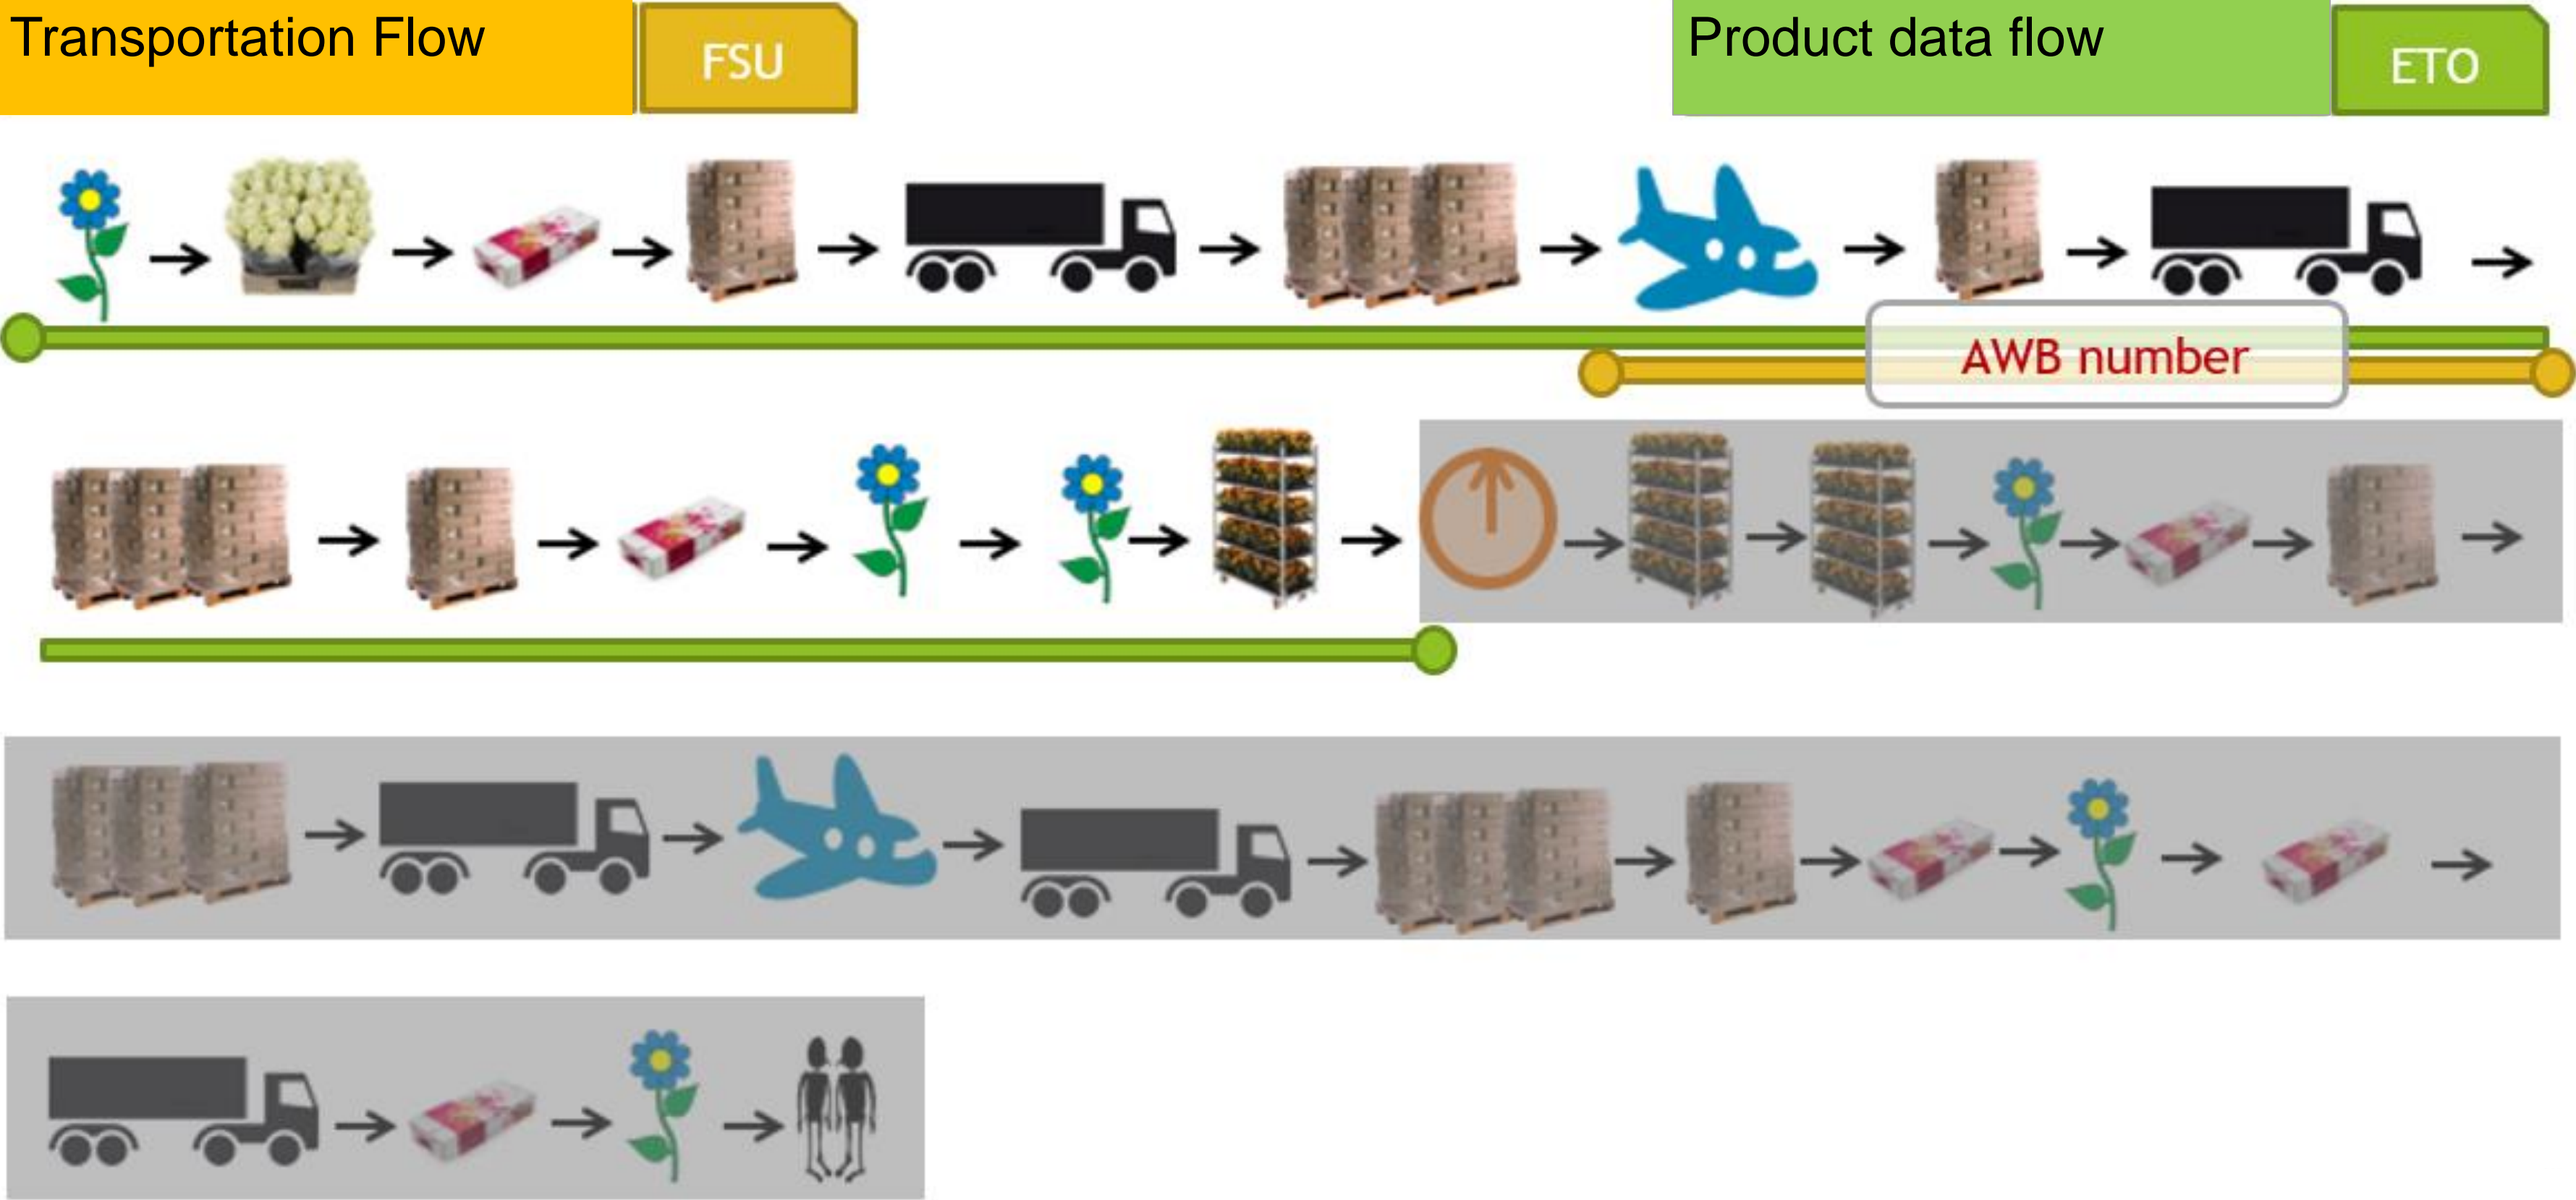 Transportation Flow
FSU
Product data flow
ETO
AWB number